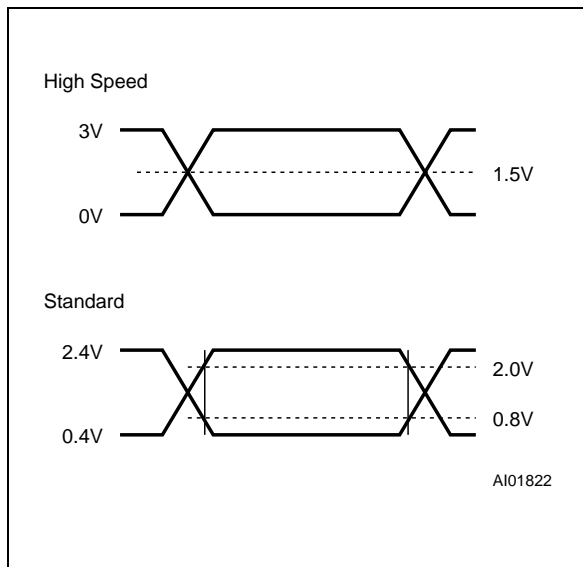 High Speed
3V
1.5V
0V
Standard
2.4V
2.0V
0.8V
0.4V
AI01822